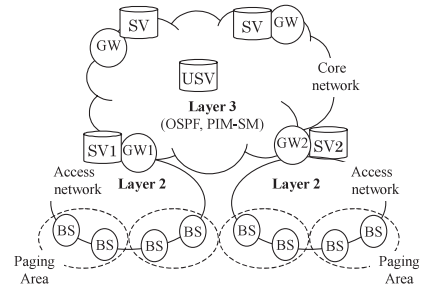 SV
SV
GW
GW
USV
Core
network
Layer 3
(OSPF, PIM-SM)
SV1
GW1
GW2
SV2
Access
network
Layer 2
Layer 2
Access
network
BS
BS
BS
BS
BS
BS
BS
BS
Paging
Area
Paging
Area